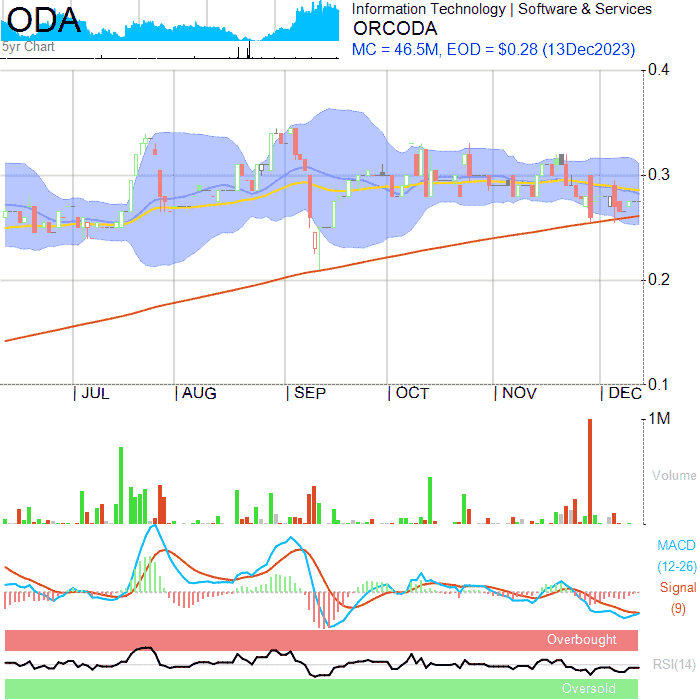 ODA
5yr Chart
Information Technology | Software & Services
ORCODA
MC = 46.5M, EOD = $0.28 (13Dec2023)
0.4
0.3
0.2
0.1
| JUL | AUG | SEP | OCT | NOV | DEC
1M
Volume
MACD
(12-26)
Signal
(9)
Overbought
RSI(14)
Oversold